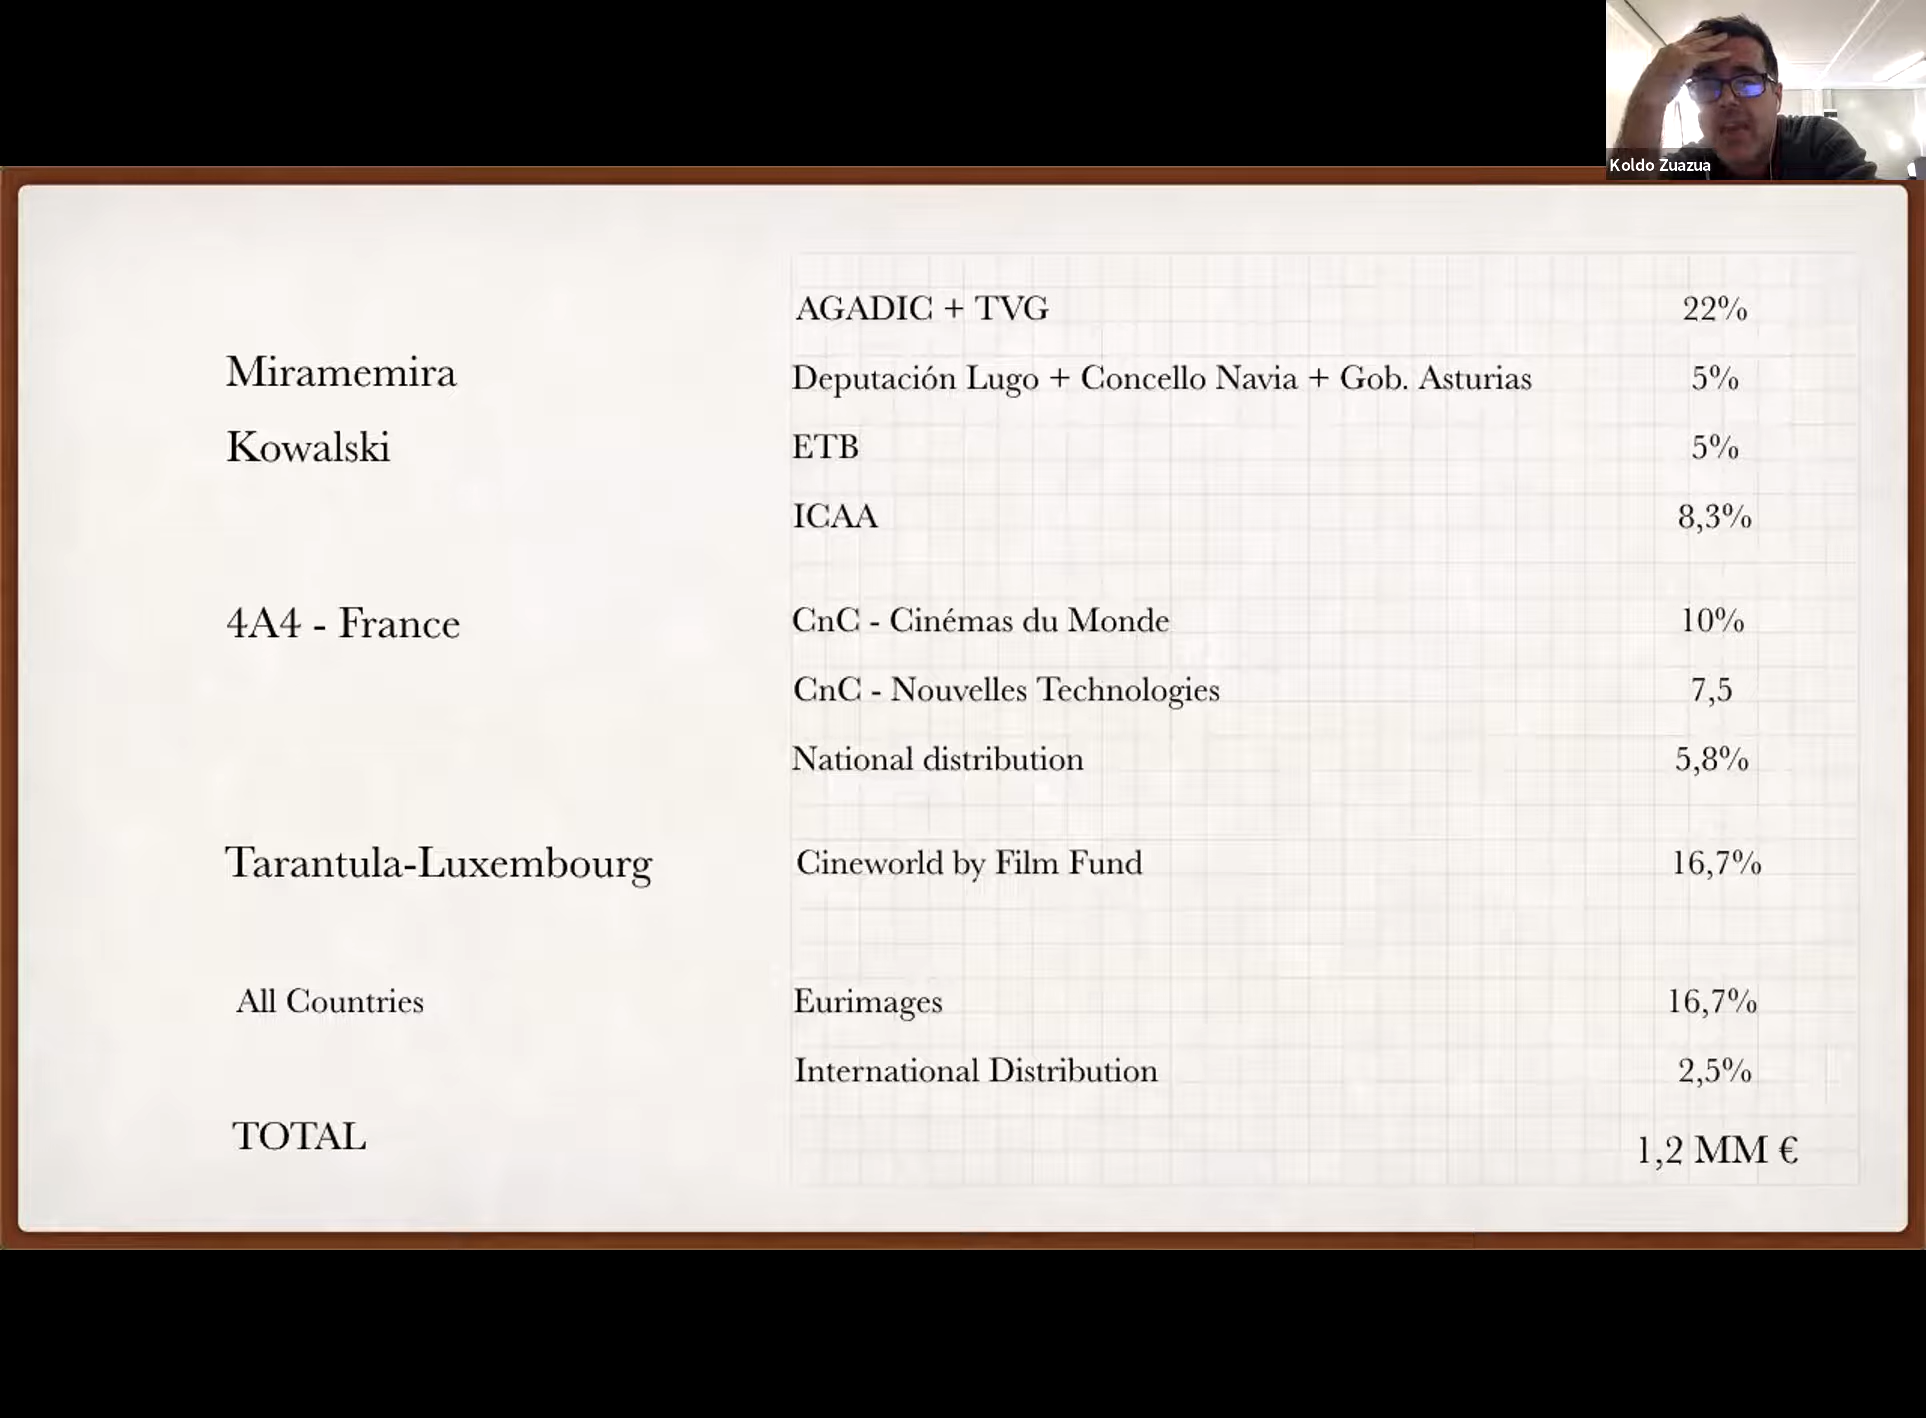 Koldo Zuazua
AGADIC + TVG 22%
Miramemira
Deputación Lugo + Concello Navia + Gob. Asturias 5%
Kowalski ETB 5%
ICAA 8,3%
4A4 - France CnC - Cinémas du Monde 10%
CnC - Nouvelles Technologies 7,5
National distribution 5,8%
Tarantula-Luxembourg Cineworld by Film Fund 16,7%
All Countries Eurimages 16,7%
International Distribution 2,5%
TOTAL 1,2 MM €